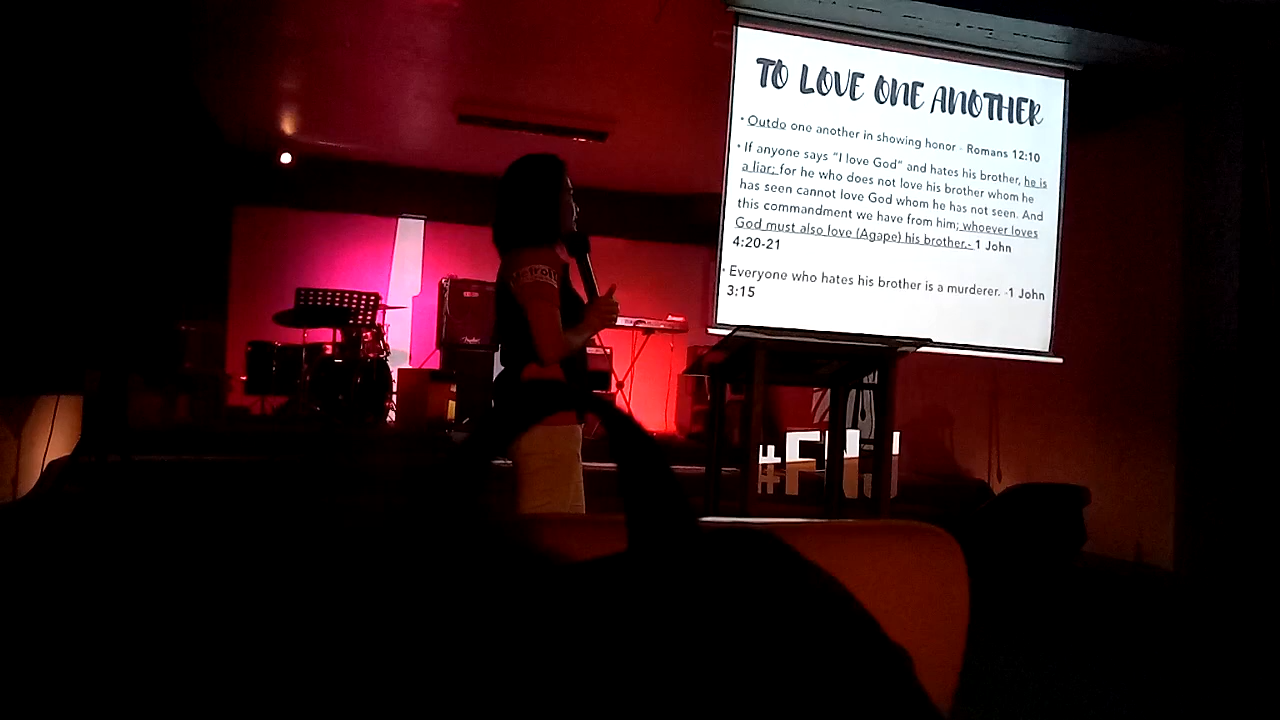 TO LOVE ONE ANOTHER
• Outdo one another in showing honor - Romans 12:10
• If anyone says “I love God” and hates his brother, he is
a liar; for he who does not love his brother whom he
has seen cannot love God whom he has not seen. And
this commandment we have from him; whoever loves
God must also love (Agape) his brother.- 1 John
4:20-21
• Everyone who hates his brother is a murderer. -1 John
3:15
Fender